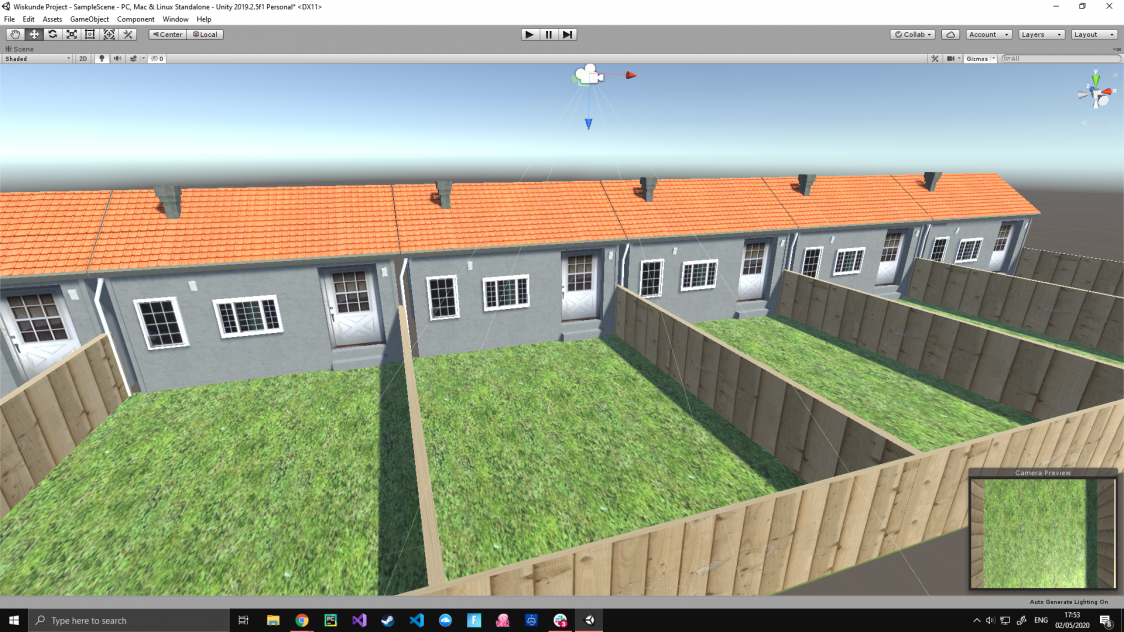 Wiskunde Project - SampleScene - PC, Mac & Linux Standalone - Unity 2019.2.5f1 Personal* <DX11>
File Edit Assets GameObject Component Window Help
Center Local Collab Account Layers Layout
Scene
Shaded 2D 0 Gizmos All
Camera Preview
Auto Generate Lighting On
Type here to search
ENG
17:53
02/05/2020